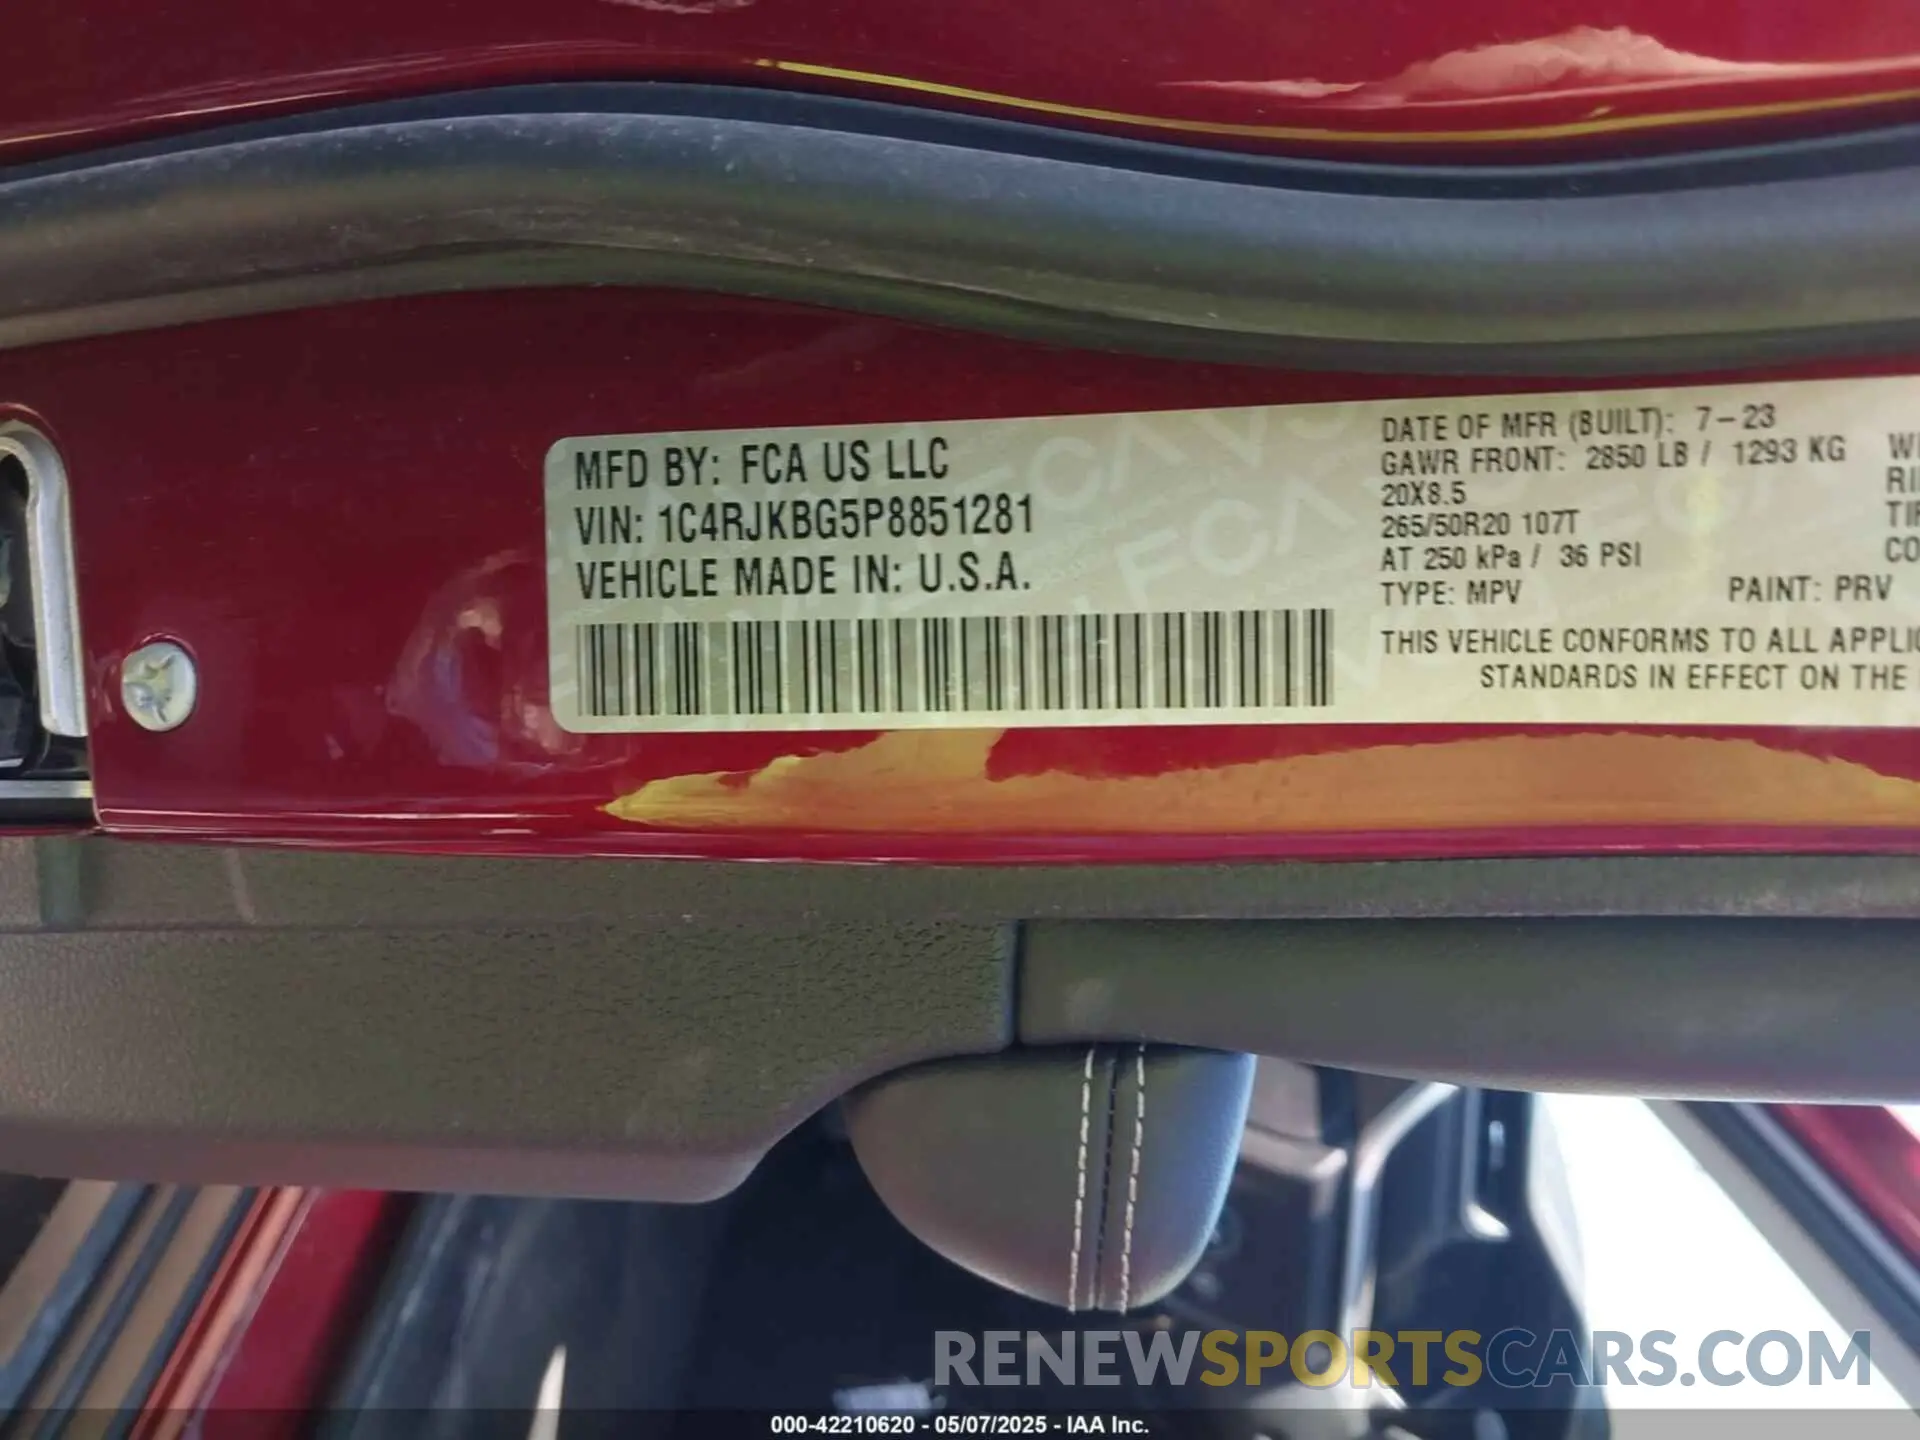 MFD BY: FCA US LLC
VIN: 1C4RJKBG5P8851281
VEHICLE MADE IN: U.S.A.
DATE OF MFR (BUILT): 7-23
GAWR FRONT: 2850 LB / 1293 KG
20X8.5
265/50R20 107T
AT 250 kPa / 36 PSI
TYPE: MPV PAINT: PRV
THIS VEHICLE CONFORMS TO ALL APPLIC
STANDARDS IN EFFECT ON THE
RENEWSPORTSCARS.COM
000-42210620 - 05/07/2025 - IAA Inc.